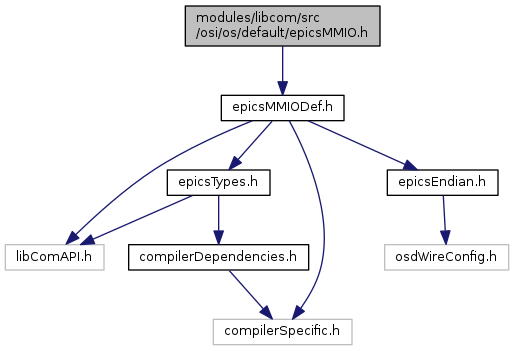 modules/libcom/src
/osi/os/default/epicsMMIO.h
epicsMMIODef.h
epicsTypes.h
epicsEndian.h
libComAPI.h
compilerDependencies.h
osdWireConfig.h
compilerSpecific.h